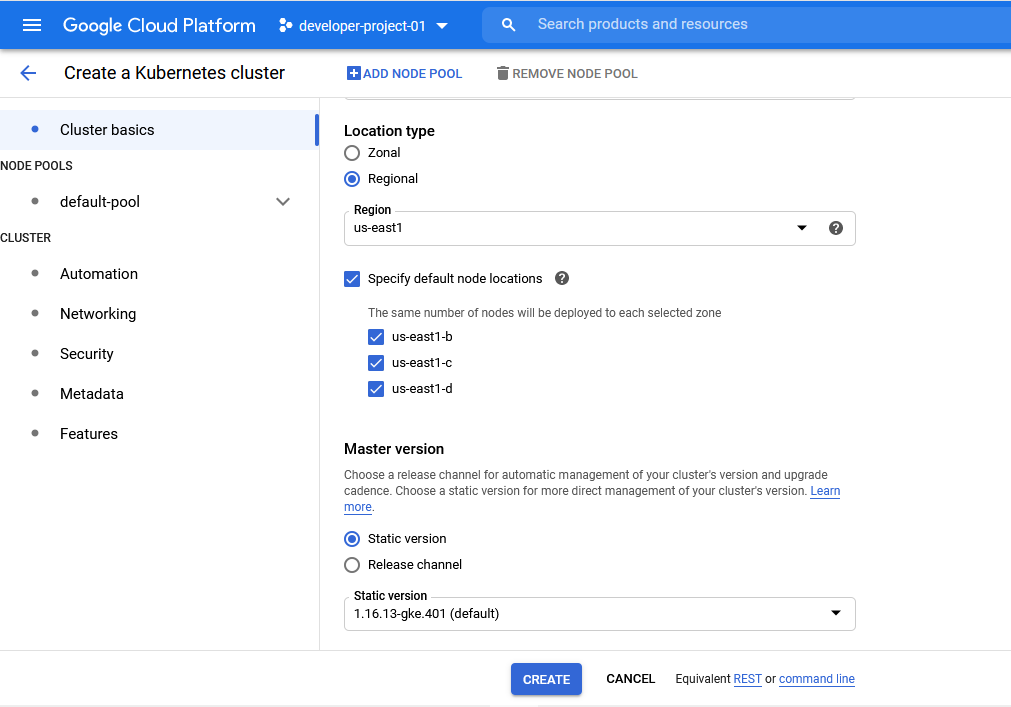 Google Cloud Platform developer-project-01 Search products and resources
Create a Kubernetes cluster ADD NODE POOL REMOVE NODE POOL
Cluster basics
NODE POOLS
default-pool
CLUSTER
Automation
Networking
Security
Metadata
Features
Location type
Zonal
Regional
Region
us-east1
Specify default node locations
The same number of nodes will be deployed to each selected zone
us-east1-b
us-east1-c
us-east1-d
Master version
Choose a release channel for automatic management of your cluster's version and upgrade
cadence. Choose a static version for more direct management of your cluster's version. Learn
more.
Static version
Release channel
Static version
1.16.13-gke.401 (default)
CREATE CANCEL Equivalent REST or command line